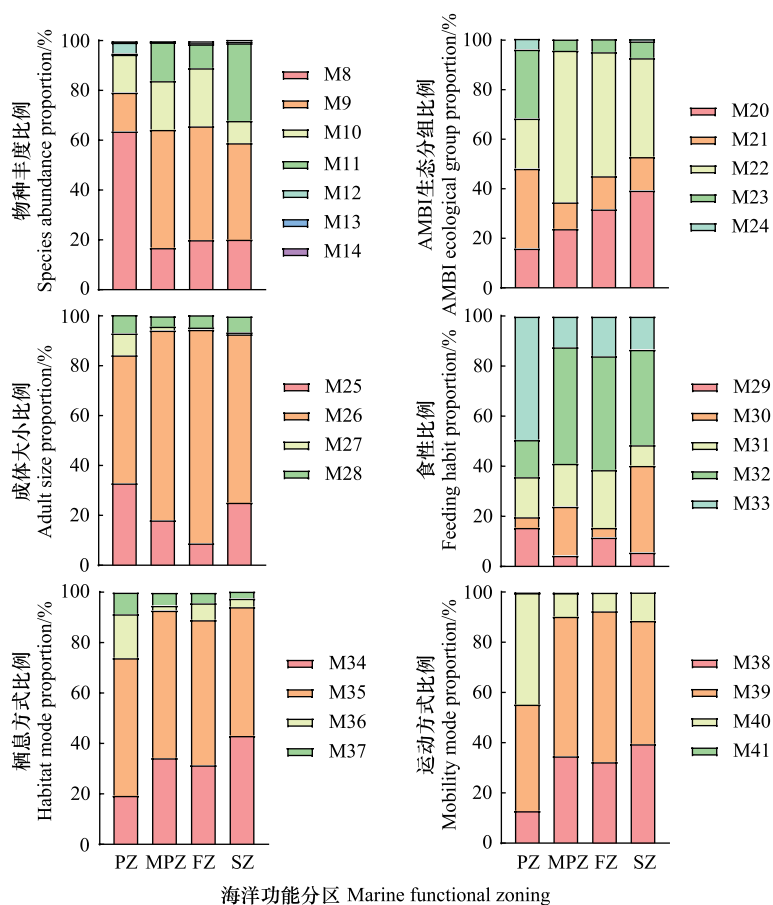 物种丰度比例
Species abundance proportion/%
100
80
60
40
20
0
M8
M9
M10
M11
M12
M13
M14
AMBI生态分组比例
AMBI ecological group proportion/%
100
80
60
40
20
0
M20
M21
M22
M23
M24
成体大小比例
Adult size proportion/%
100
80
60
40
20
0
M25
M26
M27
M28
食性比例
Feeding habit proportion/%
100
80
60
40
20
0
M29
M30
M31
M32
M33
栖息方式比例
Habitat mode proportion/%
100
80
60
40
20
0
M34
M35
M36
M37
PZ MPZ FZ SZ
运动方式比例
Mobility mode proportion/%
100
80
60
40
20
0
M38
M39
M40
M41
PZ MPZ FZ SZ
海洋功能分区 Marine functional zoning